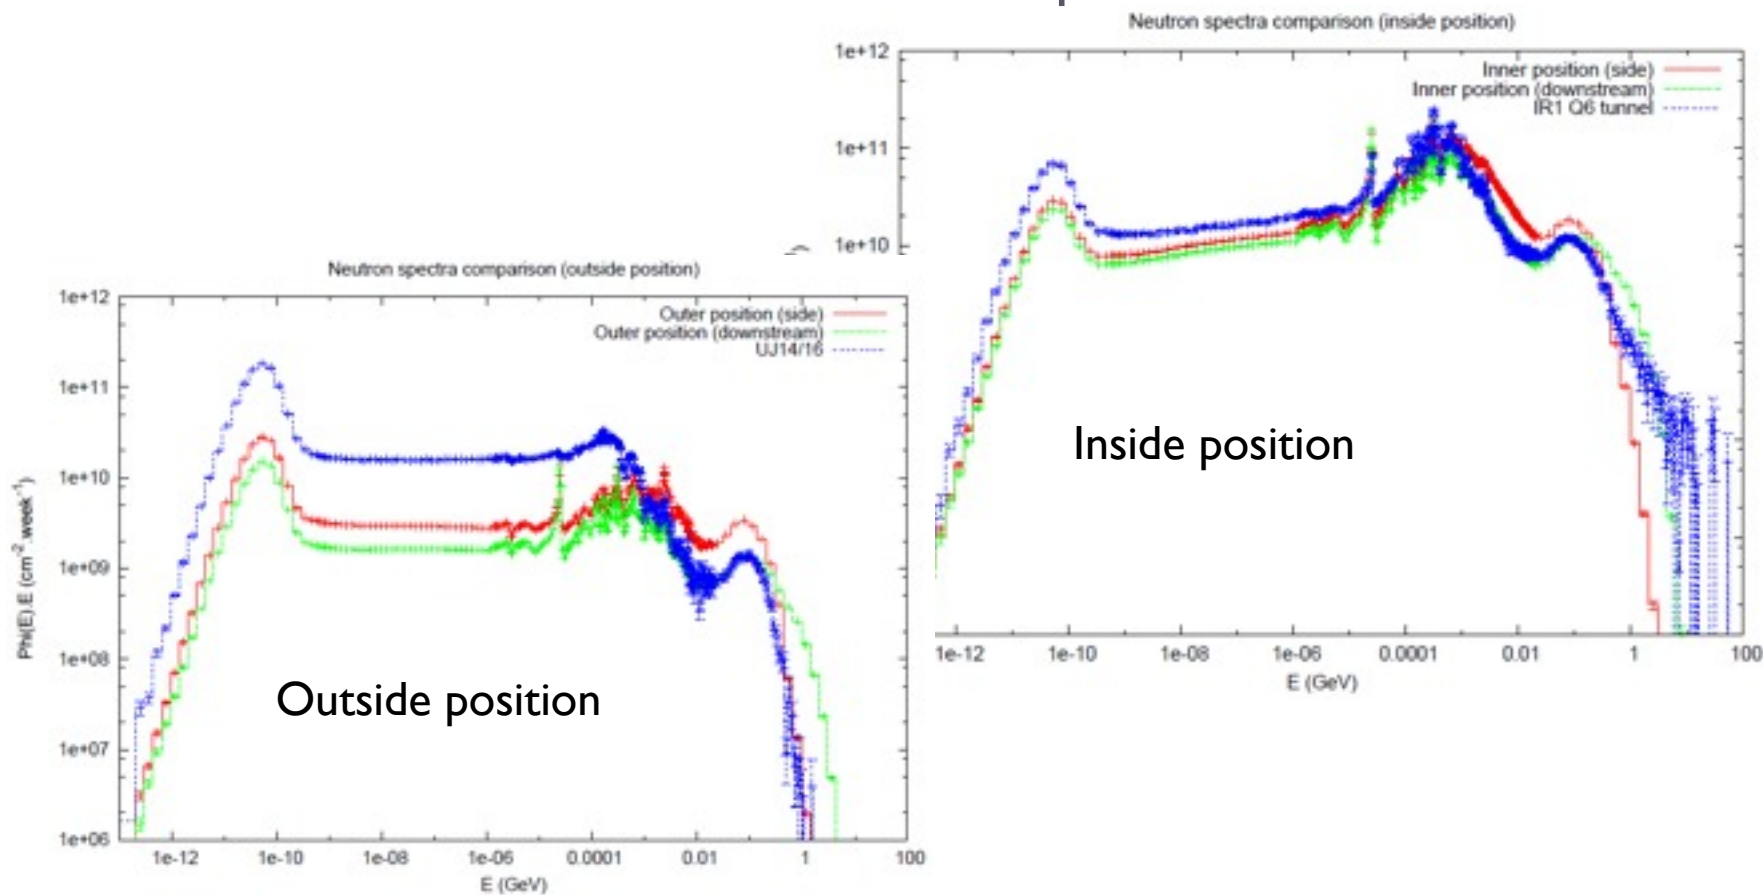 Neutron spectra comparison (inside position)
1e+12
1e+11
1e+10
Inner position (side)
Inner position (downstream)
IR1 Q6 tunnel
Inside position
1e-12 1e-10 1e-08 1e-06 0.0001 0.01 1 100
E (GeV)
Neutron spectra comparison (outside position)
1e+12
1e+11
1e+10
1e+09
1e+08
1e+07
1e+06
Phi(E).E (cm-2.week-1)
Outer position (side)
Outer position (downstream)
UJ14/16
Outside position
1e-12 1e-10 1e-08 1e-06 0.0001 0.01 1 100
E (GeV)